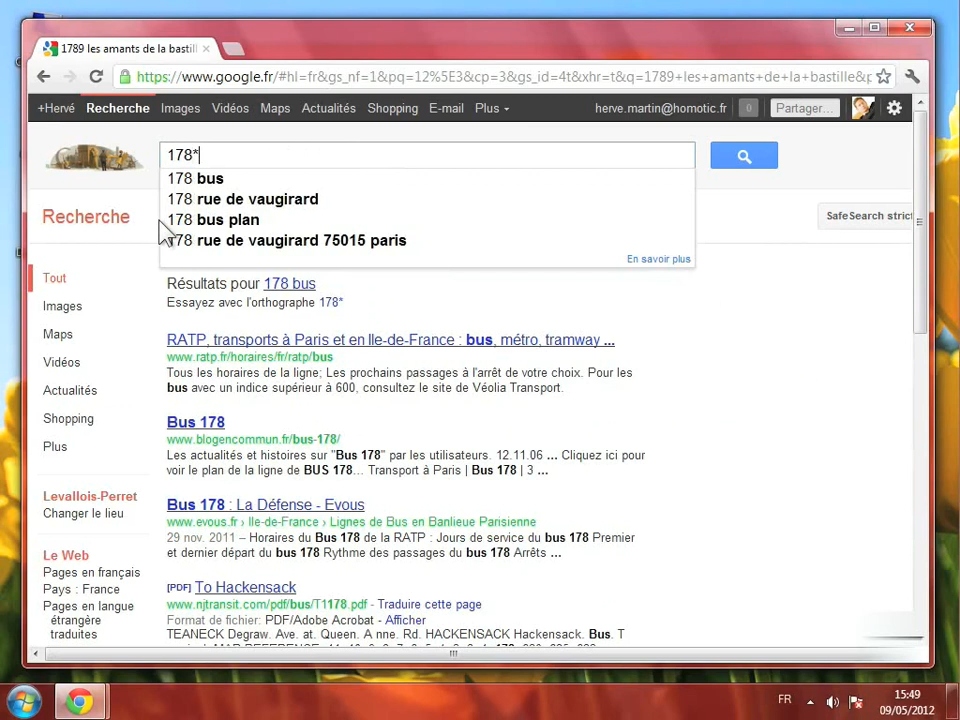 1789 les amants de la bastill
https://www.google.fr/#hl=fr&gs_nf=1&pq=12%5E3&cp=3&gs_id=4t&xhr=t&q=1789+les+amants+de+la+bastille&p
+Hervé Recherche Images Vidéos Maps Actualités Shopping E-mail Plus herve.martin@homotic.fr 0 Partager...
178*
178 bus
178 rue de vaugirard
178 bus plan
178 rue de vaugirard 75015 paris
En savoir plus
Recherche
SafeSearch strict
Tout
Images
Maps
Vidéos
Actualités
Shopping
Plus
Levallois-Perret
Changer le lieu
Le Web
Pages en français
Pays : France
Pages en langue
étrangère
traduites
Résultats pour 178 bus
Essayez avec l'orthographe 178*
RATP, transports à Paris et en Ile-de-France : bus, métro, tramway ...
www.ratp.fr/horaires/fr/ratp/bus
Tous les horaires de la ligne; Les prochains passages à l'arrêt de votre choix. Pour les
bus avec un indice supérieur à 600, consultez le site de Véolia Transport.
Bus 178
www.blogencommun.fr/bus-178/
Les actualités et histoires sur "Bus 178" par les utilisateurs. 12.11.06 ... Cliquez ici pour
voir le plan de la ligne de BUS 178... Transport à Paris | Bus 178 | 3 ...
Bus 178 : La Défense - Evous
www.evous.fr › Ile-de-France › Lignes de Bus en Banlieue Parisienne
29 nov. 2011 – Horaires du Bus 178 de la RATP : Jours de service du bus 178 Premier
et dernier départ du bus 178 Rythme des passages du bus 178 Arrêts ...
[PDF] To Hackensack
www.njtransit.com/pdf/bus/T1178.pdf - Traduire cette page
Format de fichier: PDF/Adobe Acrobat - Afficher
TEANECK Degraw. Ave. at. Queen. A nne. Rd. HACKENSACK Hackensack. Bus. T
FR
15:49
09/05/2012